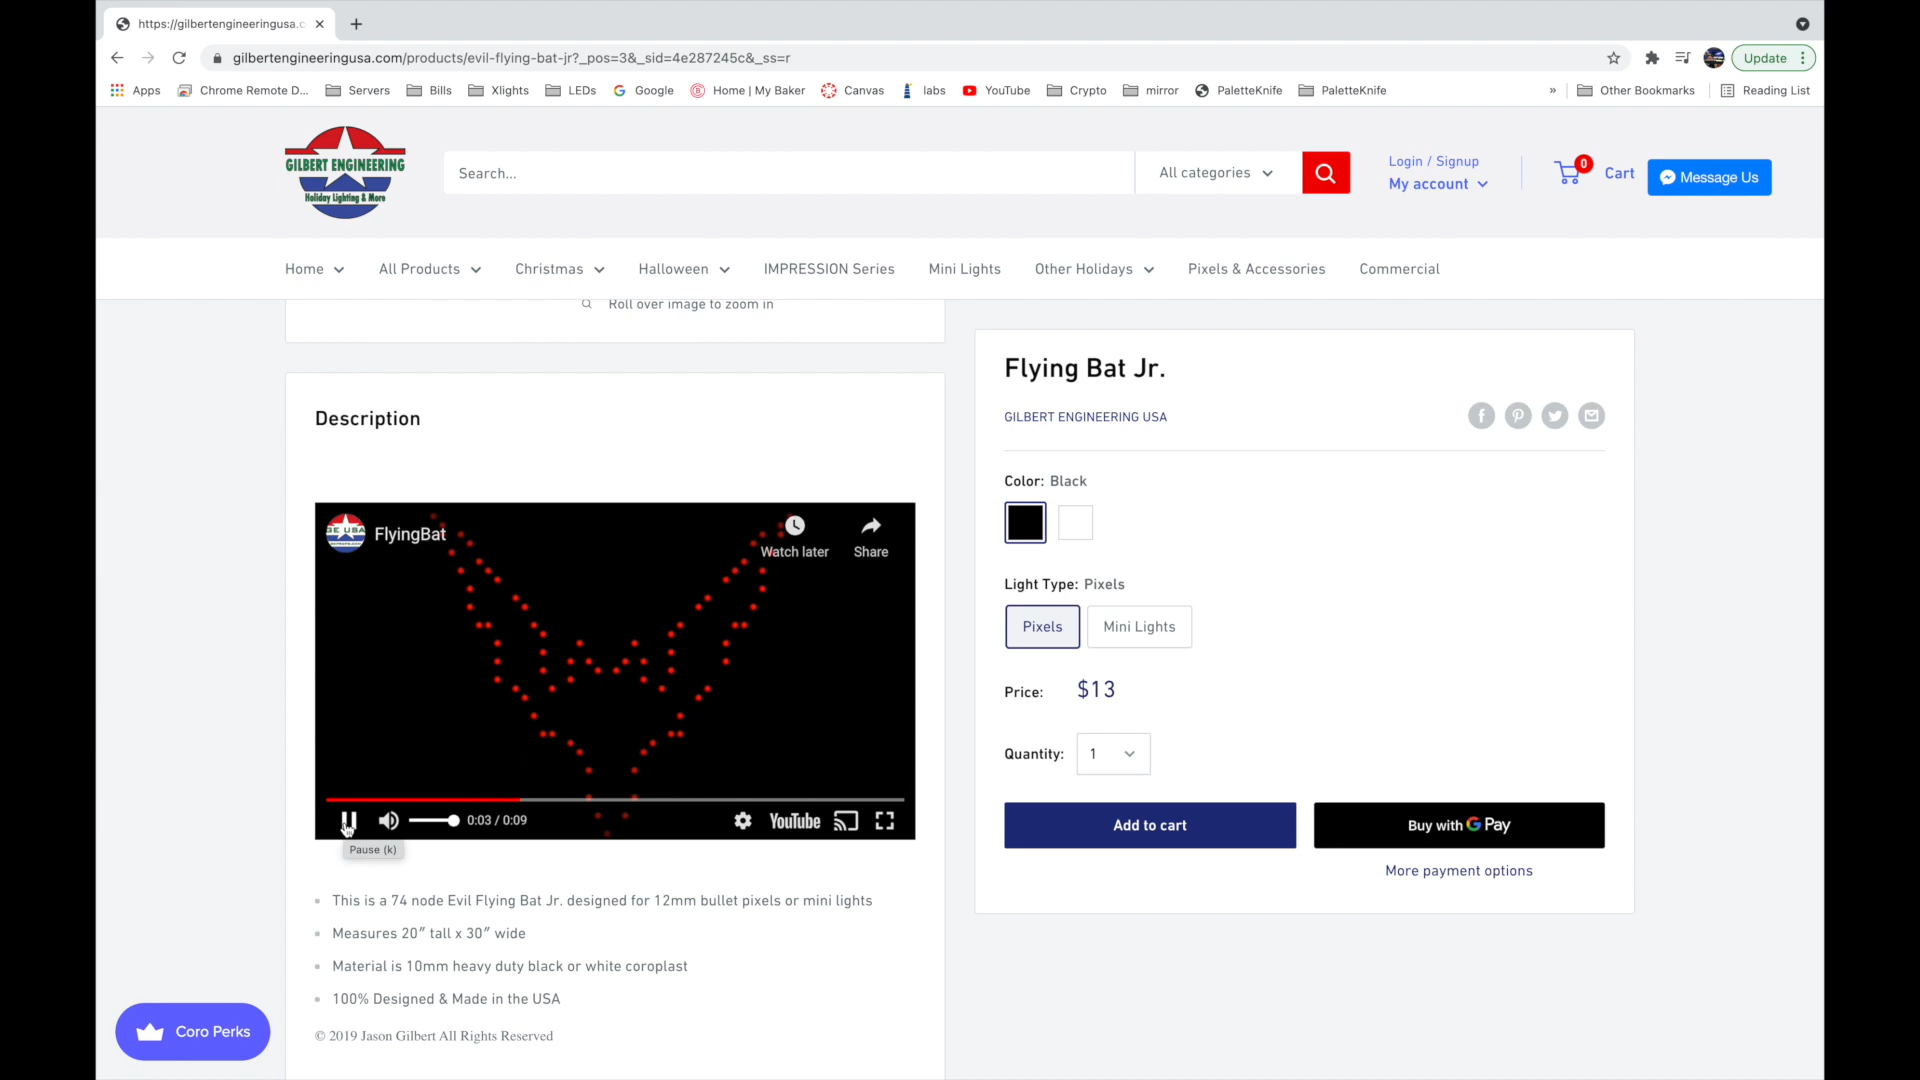 https://gilbertengineeringusa.c
gilbertengineeringusa.com/products/evil-flying-bat-jr?_pos=3&_sid=4e287245c&_ss=r
Update
Apps
Chrome Remote D...
Servers
Bills
Xlights
LEDs
Google
Home | My Baker
Canvas
labs
YouTube
Crypto
mirror
PaletteKnife
PaletteKnife
»
Other Bookmarks
Reading List
GILBERT ENGINEERING
Holiday Lighting & More
Search...
All categories
Login / Signup
My account
0
Cart
Message Us
Home
All Products
Christmas
Halloween
IMPRESSION Series
Mini Lights
Other Holidays
Pixels & Accessories
Commercial
Roll over image to zoom in
Description
GE USA
FlyingBat
Watch later
Share
0:03 / 0:09
YouTube
Pause (k)
This is a 74 node Evil Flying Bat Jr. designed for 12mm bullet pixels or mini lights
Measures 20″ tall x 30″ wide
Material is 10mm heavy duty black or white coroplast
100% Designed & Made in the USA
© 2019 Jason Gilbert All Rights Reserved
Coro Perks
Flying Bat Jr.
GILBERT ENGINEERING USA
Color: Black
Light Type: Pixels
Pixels
Mini Lights
Price: $13
Quantity: 1
Add to cart
Buy with G Pay
More payment options